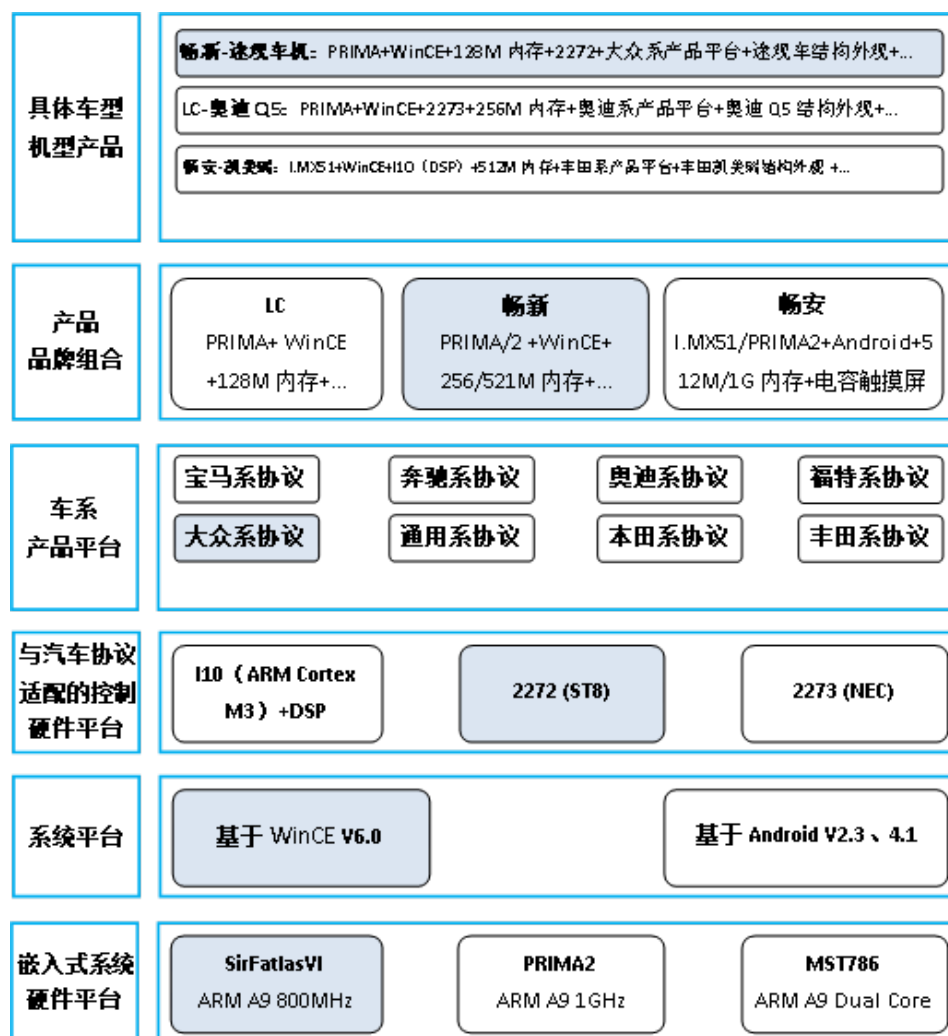 具体车型
机型产品
畅新-途观车机：PRIMA+WinCE+128M 内存+2272+大众系产品平台+途观车结构外观+...
LC-奥迪 Q5：PRIMA+WinCE+2273+256M 内存+奥迪系产品平台+奥迪 Q5 结构外观+...
畅安-凯美瑞：I.MX51+WinCE+I10（DSP）+512M 内存+丰田系产品平台+丰田凯美瑞结构外观 +...
产品
品牌组合
LC
PRIMA+ WinCE
+128M 内存+...
畅新
PRIMA/2 +WinCE+
256/521M 内存+...
畅安
I.MX51/PRIMA2+Android+5
12M/1G 内存+电容触摸屏
车系
产品平台
宝马系协议
奔驰系协议
奥迪系协议
福特系协议
大众系协议
通用系协议
本田系协议
丰田系协议
与汽车协议
适配的控制
硬件平台
I10（ARM Cortex
M3）+DSP
2272 (ST8)
2273 (NEC)
系统平台
基于 WinCE V6.0
基于 Android V2.3、4.1
嵌入式系统
硬件平台
SirFatlasVI
ARM A9 800MHz
PRIMA2
ARM A9 1GHz
MST786
ARM A9 Dual Core